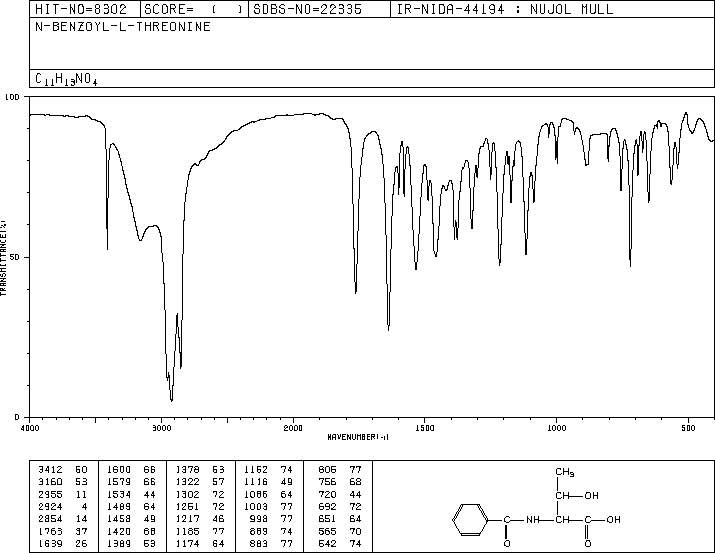 HIT-NO=8302 SCORE= ( ) SDBS-NO=22335 IR-NIDA-44194 : NUJOL MULL
N-BENZOYL-L-THREONINE
C11H13NO4
100
50
0
TRANSMITTANCE(%)
4000 3000 2000 1500 1000 500
WAVENUMBER(-1)
3412 50 1600 66 1378 53 1162 74 806 77
3160 53 1579 66 1322 57 1116 49 756 68
2955 11 1534 44 1302 72 1086 64 720 44
2924 4 1489 64 1251 72 1003 77 692 72
2854 14 1458 49 1217 46 998 77 651 64
1763 37 1420 68 1185 77 889 74 565 70
1639 26 1389 53 1174 64 883 77 542 74
CH3
CH OH
C NH CH C OH
O O